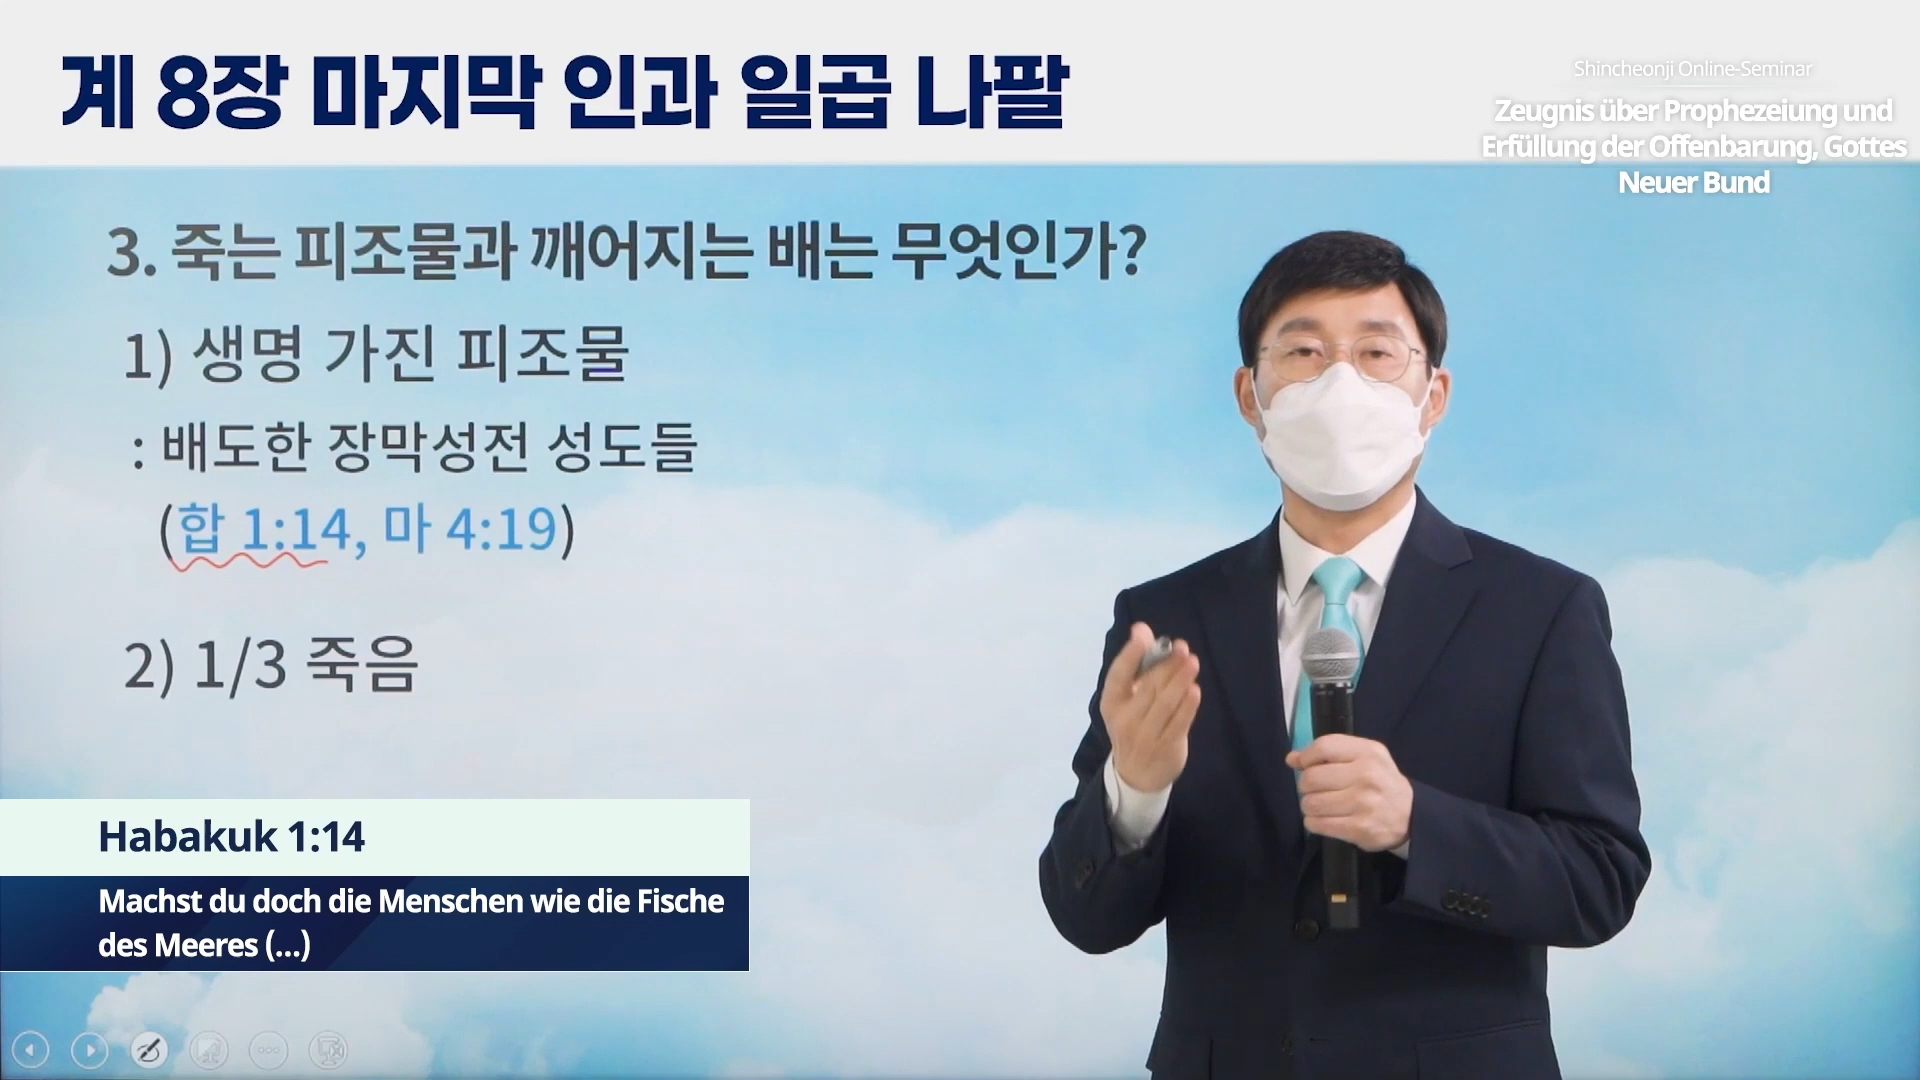 계 8장 마지막 인과 일곱 나팔
Shincheonji Online-Seminar
Zeugnis über Prophezeiung und
Erfüllung der Offenbarung, Gottes
Neuer Bund
3. 죽는 피조물과 깨어지는 배는 무엇인가?
1) 생명 가진 피조물
: 배도한 장막성전 성도들
(합 1:14, 마 4:19)
2) 1/3 죽음
Habakuk 1:14
Machst du doch die Menschen wie die Fische
des Meeres (...)